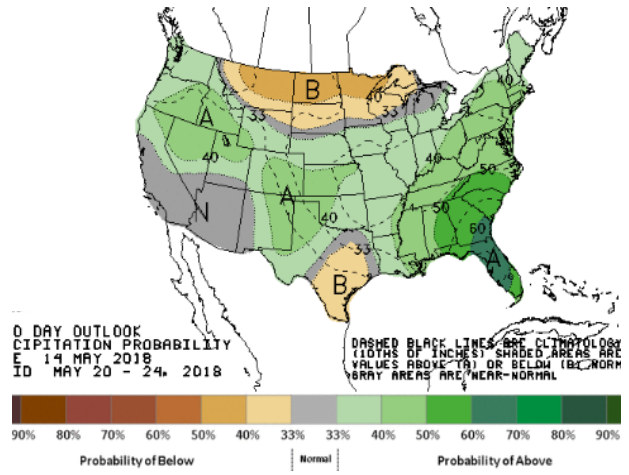 B
A
33
40
33
40
40
N
A
40
40
50
50
60
A
33
B
0 DAY OUTLOOK
CIPITATION PROBABILITY
E 14 MAY 2018
ID MAY 20 - 24, 2018
DASHED BLACK LINES ARE CLIMATOLOGY
(10THS OF INCHES) SHADED AREAS ARE
VALUES ABOVE (A) OR BELOW (B) NORM
GRAY AREAS ARE NEAR-NORMAL
90% 80% 70% 60% 50% 40% 33% 33% 40% 50% 60% 70% 80% 90%
Probability of Below Normal Probability of Above